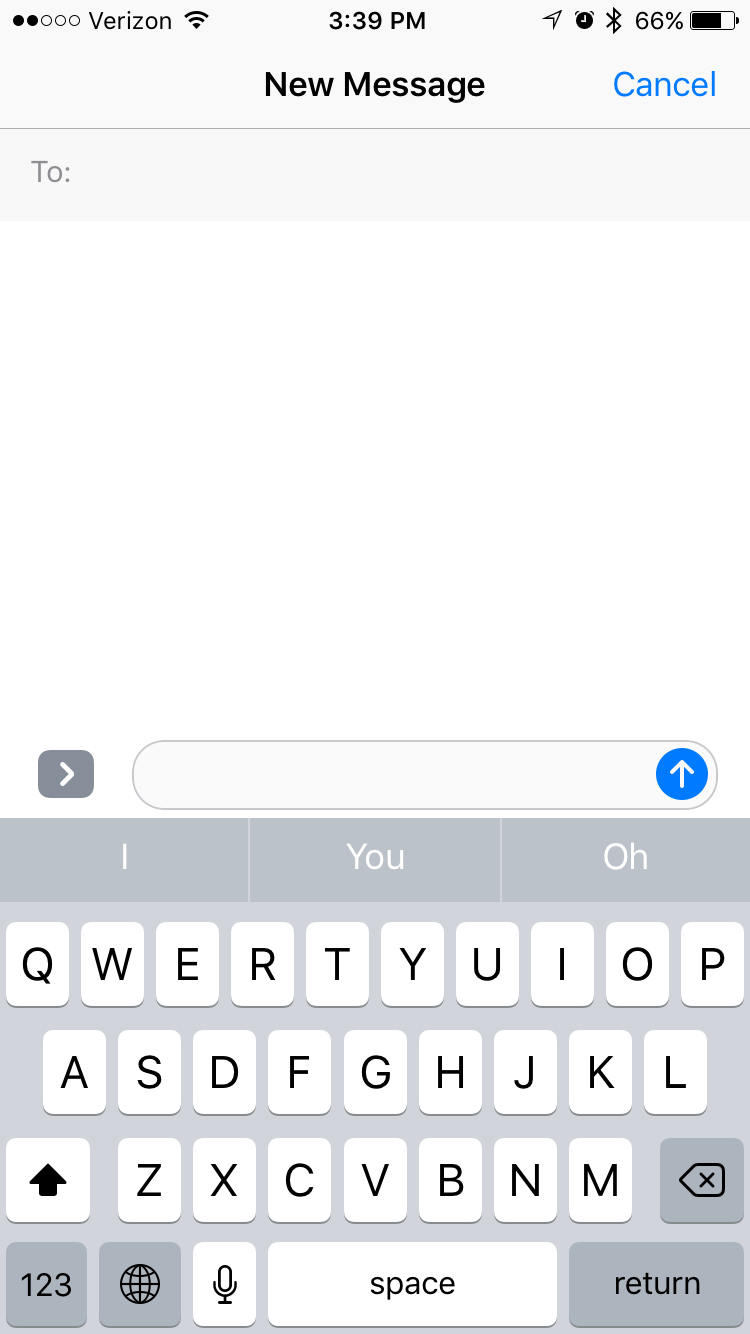 Verizon 3:39 PM 66%
New Message Cancel
To:
I You Oh
Q W E R T Y U I O P
A S D F G H J K L
Z X C V B N M
123 space return